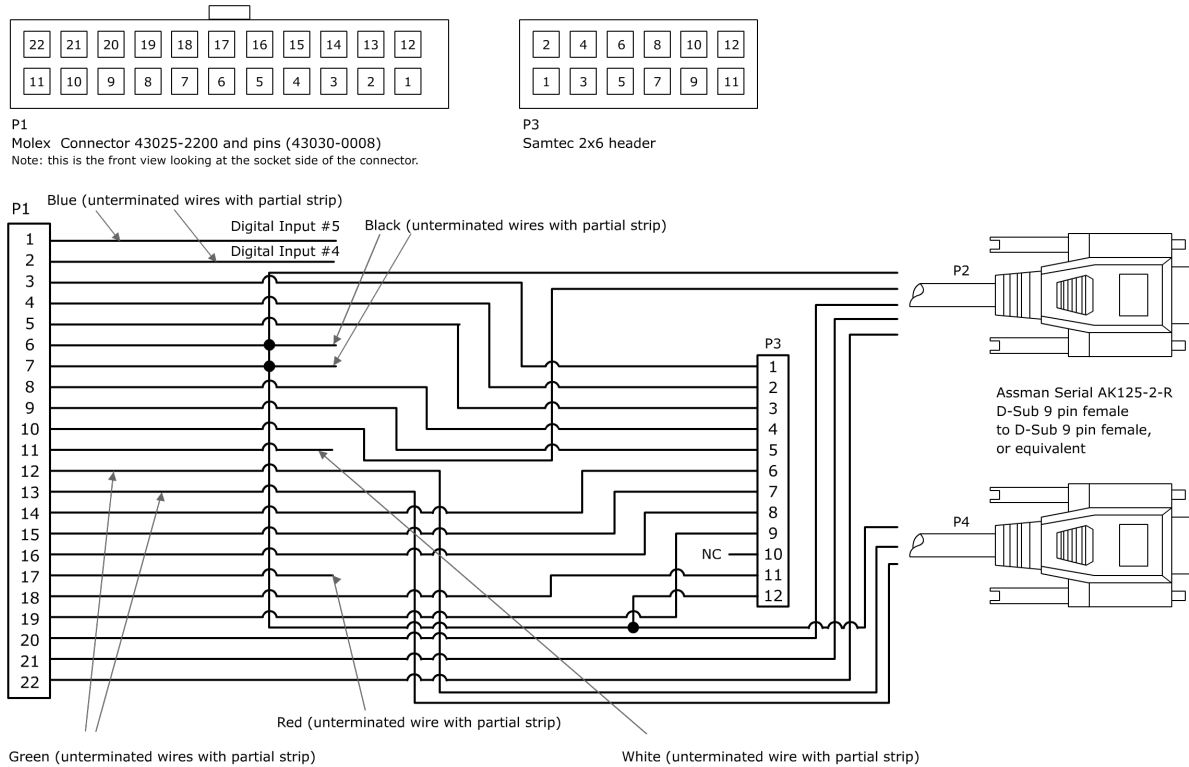 22 21 20 19 18 17 16 15 14 13 12
11 10 9 8 7 6 5 4 3 2 1
P1
Molex Connector 43025-2200 and pins (43030-0008)
Note: this is the front view looking at the socket side of the connector.
2 4 6 8 10 12
1 3 5 7 9 11
P3
Samtec 2x6 header
P1
Blue (unterminated wires with partial strip)
Digital Input #5
Digital Input #4
Black (unterminated wires with partial strip)
1
2
3
4
5
6
7
8
9
10
11
12
13
14
15
16
17
18
19
20
21
22
P3
1
2
3
4
5
6
7
8
9
NC 10
11
12
P2
Assman Serial AK125-2-R
D-Sub 9 pin female
to D-Sub 9 pin female,
or equivalent
P4
Red (unterminated wire with partial strip)
Green (unterminated wires with partial strip)
White (unterminated wire with partial strip)